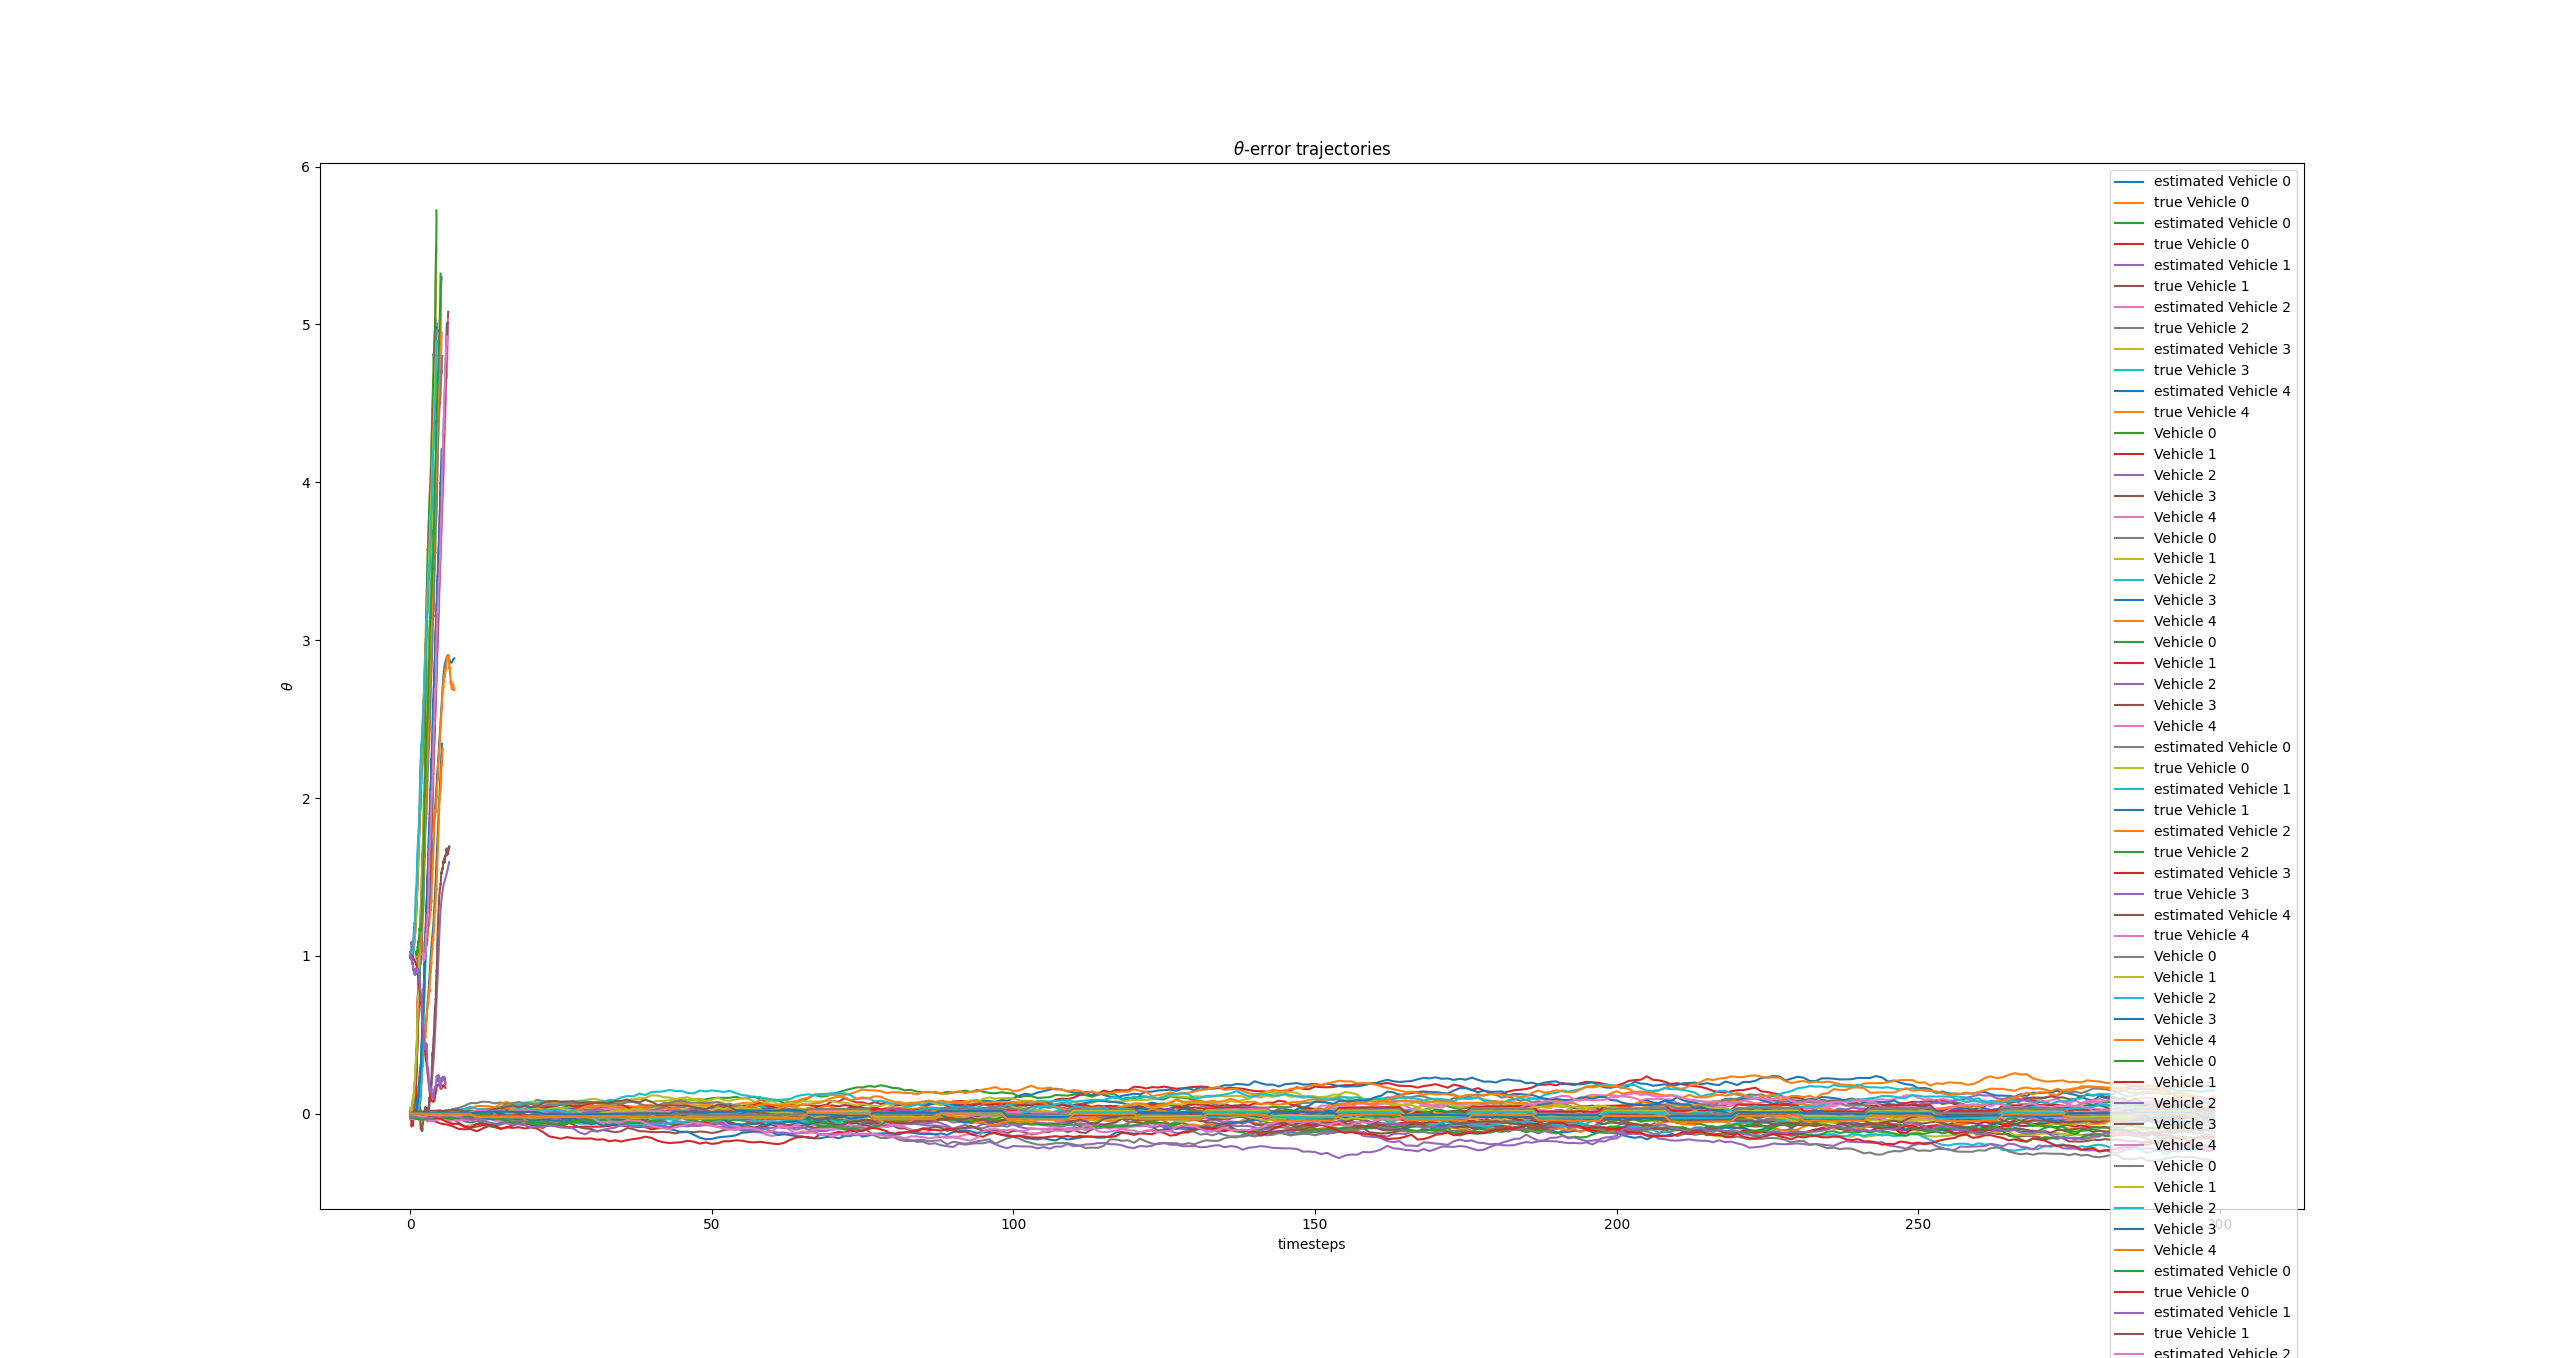 θ-error trajectories
6
5
4
3
2
1
0
θ
0
50
100
150
200
250
300
timesteps
estimated Vehicle 0
true Vehicle 0
estimated Vehicle 0
true Vehicle 0
estimated Vehicle 1
true Vehicle 1
estimated Vehicle 2
true Vehicle 2
estimated Vehicle 3
true Vehicle 3
estimated Vehicle 4
true Vehicle 4
Vehicle 0
Vehicle 1
Vehicle 2
Vehicle 3
Vehicle 4
Vehicle 0
Vehicle 1
Vehicle 2
Vehicle 3
Vehicle 4
Vehicle 0
Vehicle 1
Vehicle 2
Vehicle 3
Vehicle 4
estimated Vehicle 0
true Vehicle 0
estimated Vehicle 1
true Vehicle 1
estimated Vehicle 2
true Vehicle 2
estimated Vehicle 3
true Vehicle 3
estimated Vehicle 4
true Vehicle 4
Vehicle 0
Vehicle 1
Vehicle 2
Vehicle 3
Vehicle 4
Vehicle 0
Vehicle 1
Vehicle 2
Vehicle 3
Vehicle 4
Vehicle 0
Vehicle 1
Vehicle 2
Vehicle 3
Vehicle 4
estimated Vehicle 0
true Vehicle 0
estimated Vehicle 1
true Vehicle 1
estimated Vehicle 2